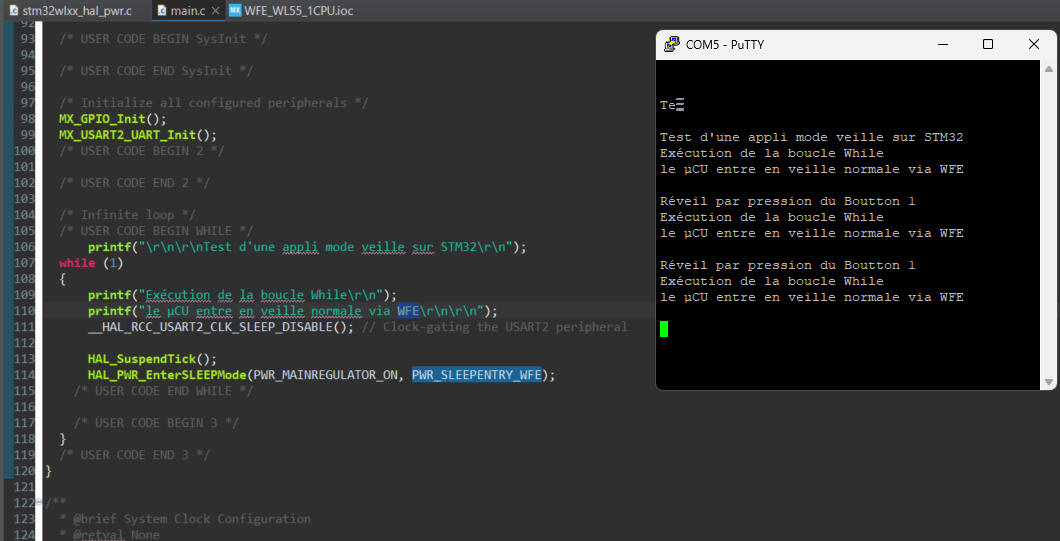 stm32wlxx_hal_pwr.c
main.c
MX WFE_WL55_1CPU.ioc
92
93 /* USER CODE BEGIN SysInit */
94
95 /* USER CODE END SysInit */
96
97 /* Initialize all configured peripherals */
98 MX_GPIO_Init();
99 MX_USART2_UART_Init();
100 /* USER CODE BEGIN 2 */
101
102 /* USER CODE END 2 */
103
104 /* Infinite loop */
105 /* USER CODE BEGIN WHILE */
106 printf("\r\n\r\nTest d'une appli mode veille sur STM32\r\n");
107 while (1)
108 {
109 printf("Exécution de la boucle While\r\n");
110 printf("le µCU entre en veille normale via WFE\r\n\r\n");
111 __HAL_RCC_USART2_CLK_SLEEP_DISABLE(); // Clock-gating the USART2 peripheral
112
113 HAL_SuspendTick();
114 HAL_PWR_EnterSLEEPMode(PWR_MAINREGULATOR_ON, PWR_SLEEPENTRY_WFE);
115 /* USER CODE END WHILE */
116
117 /* USER CODE BEGIN 3 */
118 }
119 /* USER CODE END 3 */
120 }
121
122 /**
123 * @brief System Clock Configuration
124 * @retval None
COM5 - PuTTY
Te
Test d'une appli mode veille sur STM32
Exécution de la boucle While
le µCU entre en veille normale via WFE
Réveil par pression du Boutton 1
Exécution de la boucle While
le µCU entre en veille normale via WFE
Réveil par pression du Boutton 1
Exécution de la boucle While
le µCU entre en veille normale via WFE